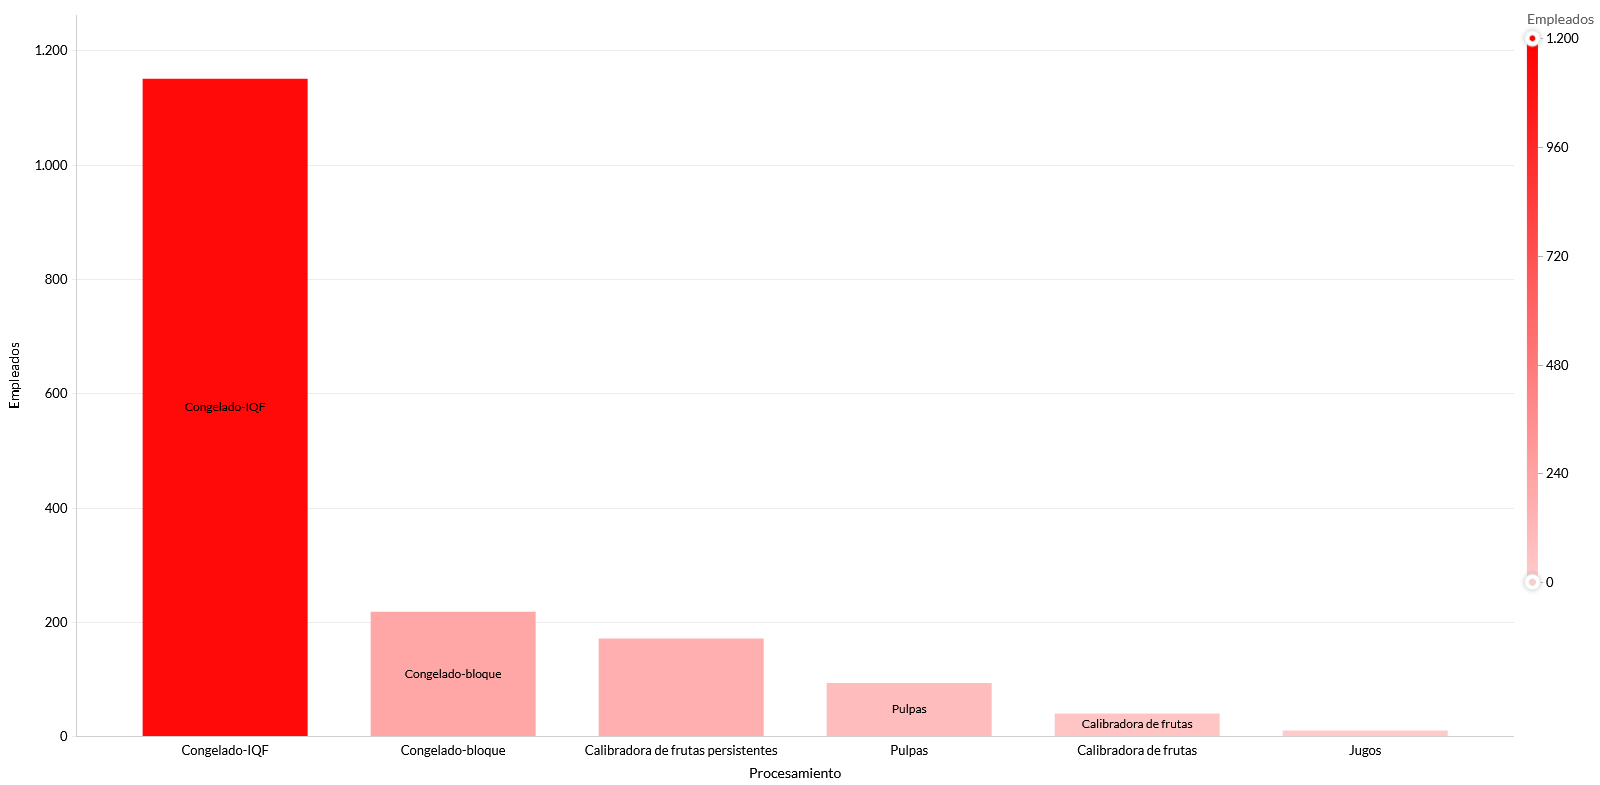 Empleados
1.200
1.200
1.000
960
800
720
600
480
400
240
200
0
0
Empleados
Congelado-IQF
Congelado-bloque
Pulpas
Calibradora de frutas
Congelado-IQF
Congelado-bloque
Calibradora de frutas persistentes
Pulpas
Calibradora de frutas
Jugos
Procesamiento